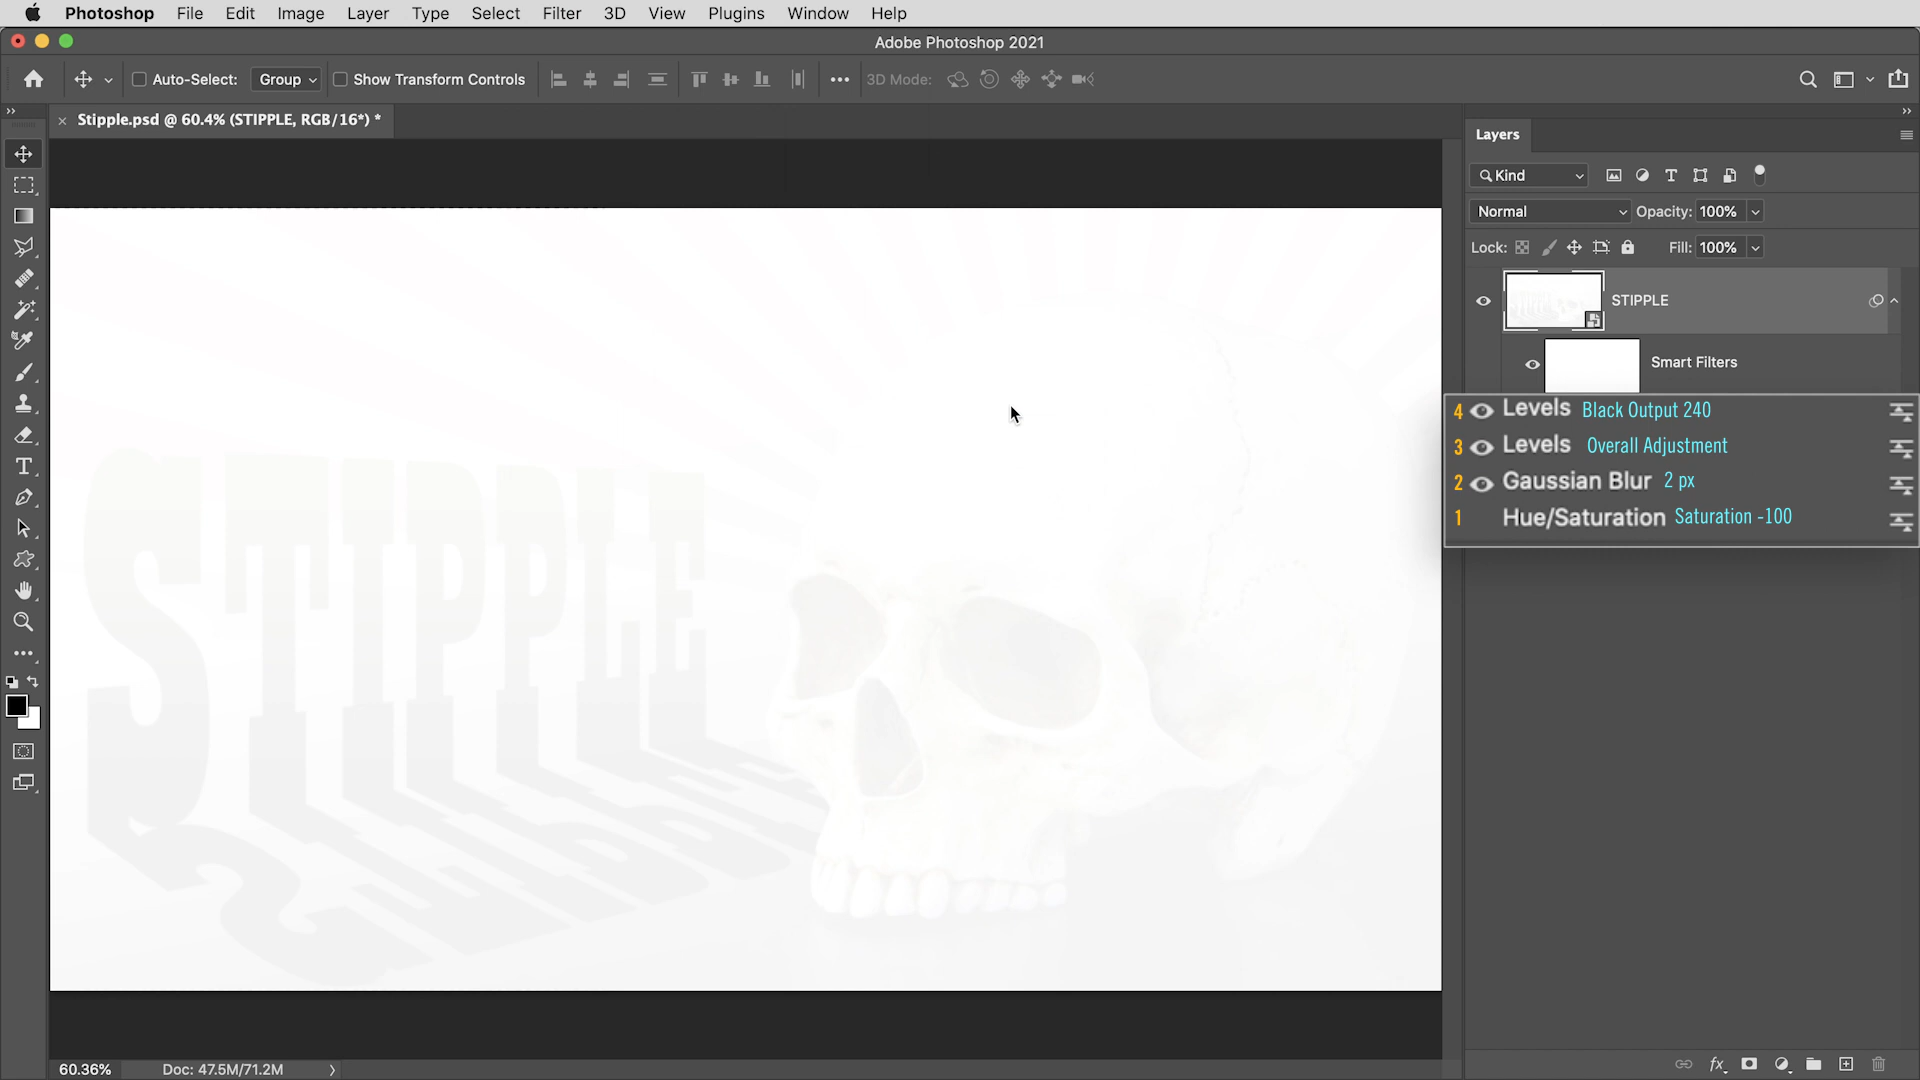 Photoshop File Edit Image Layer Type Select Filter 3D View Plugins Window Help
Adobe Photoshop 2021
Auto-Select: Group Show Transform Controls 3D Mode:
Stipple.psd @ 60.4% (STIPPLE, RGB/16*) *
Layers
Kind
Normal Opacity: 100%
Lock: Fill: 100%
STIPPLE
Smart Filters
4 Levels Black Output 240
3 Levels Overall Adjustment
2 Gaussian Blur 2 px
1 Hue/Saturation Saturation -100
STIPPLE
60.36% Doc: 47.5M/71.2M